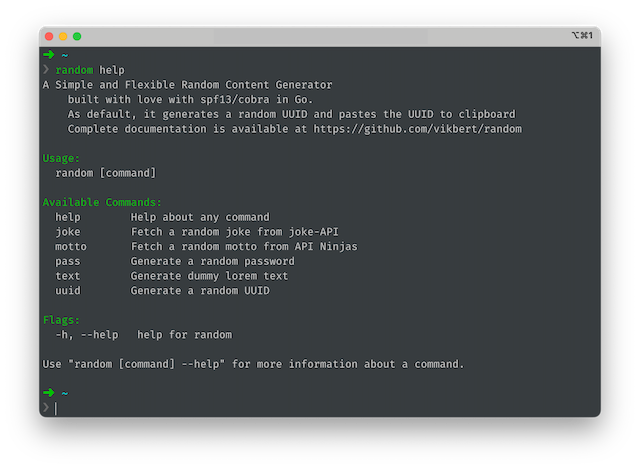 ⌥⌘1
➜ ~
❯ random help
A Simple and Flexible Random Content Generator
    built with love with spf13/cobra in Go.
    As default, it generates a random UUID and pastes the UUID to clipboard
    Complete documentation is available at https://github.com/vikbert/random
Usage:
  random [command]
Available Commands:
  help        Help about any command
  joke        Fetch a random joke from joke-API
  motto       Fetch a random motto from API Ninjas
  pass        Generate a random password
  text        Generate dummy lorem text
  uuid        Generate a random UUID
Flags:
  -h, --help   help for random
Use "random [command] --help" for more information about a command.
➜ ~
❯